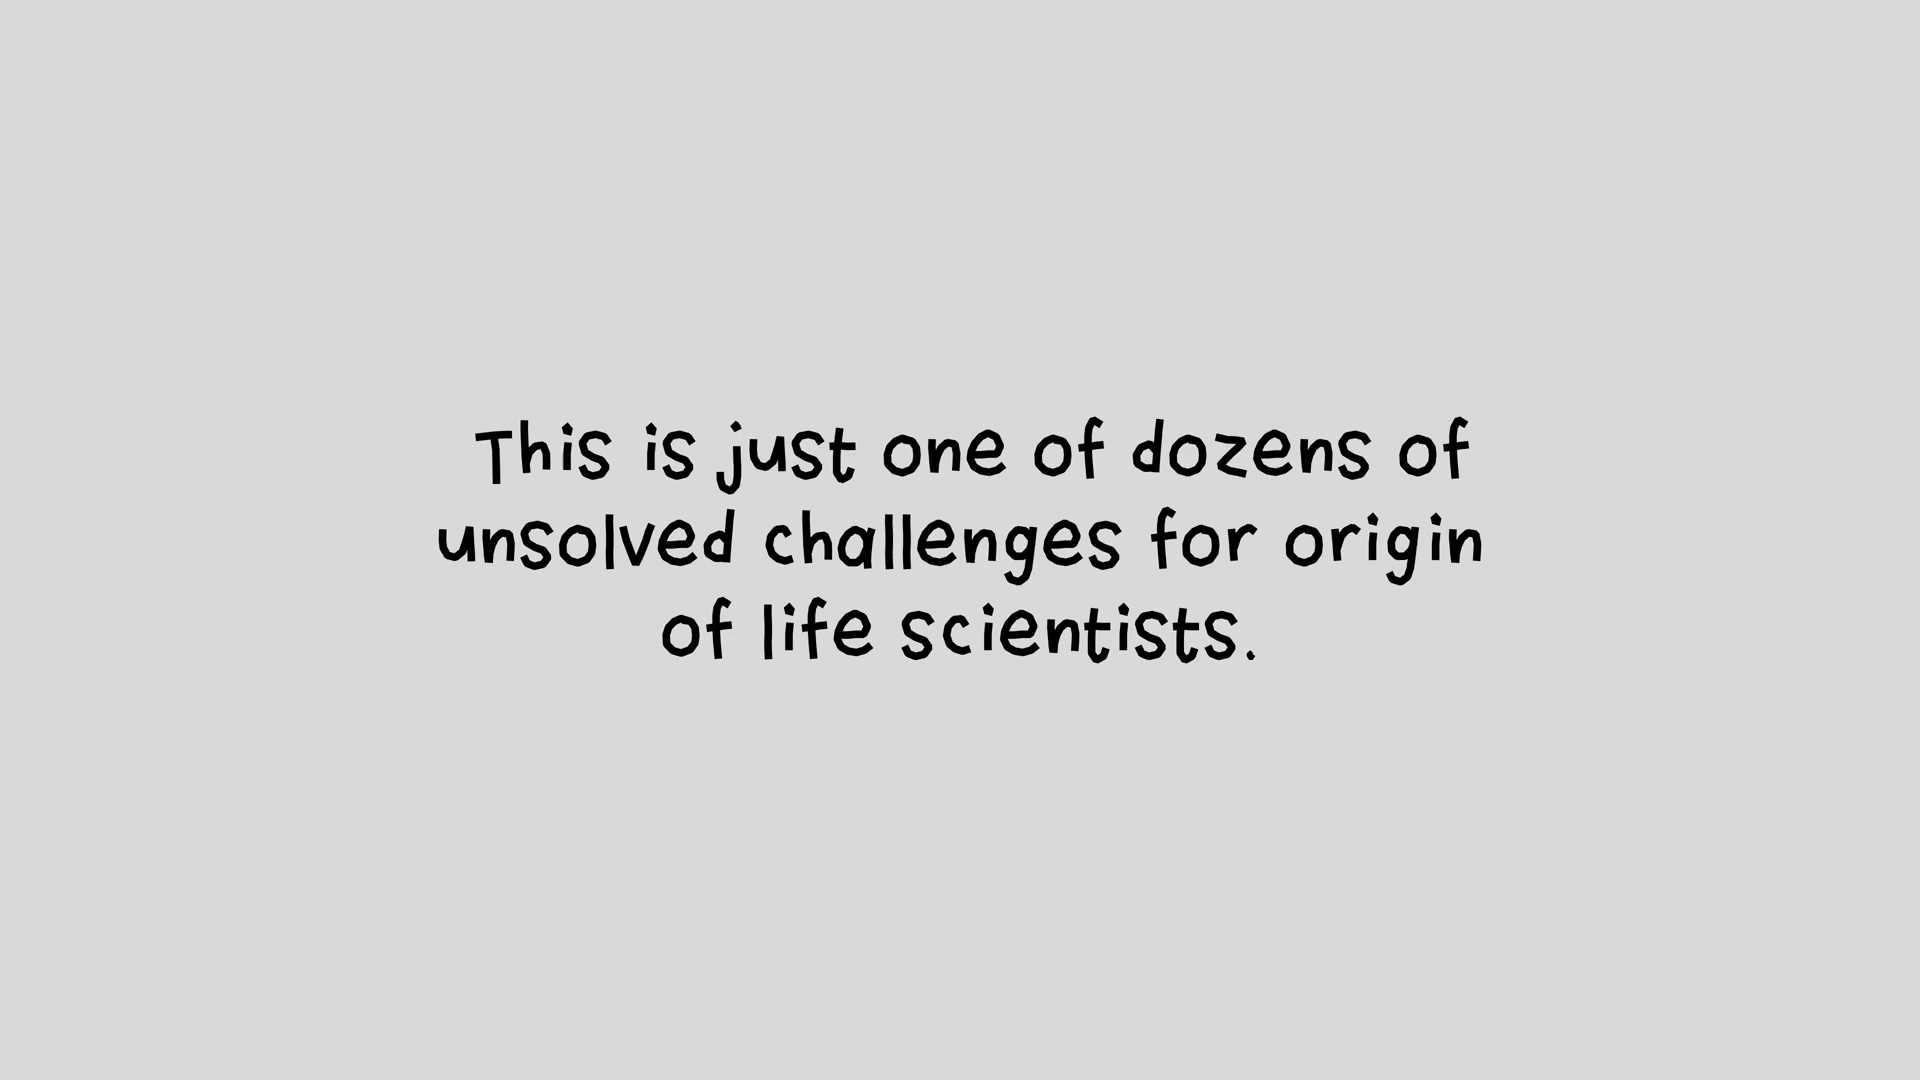 This is just one of dozens of
unsolved challenges for origin
of life scientists.